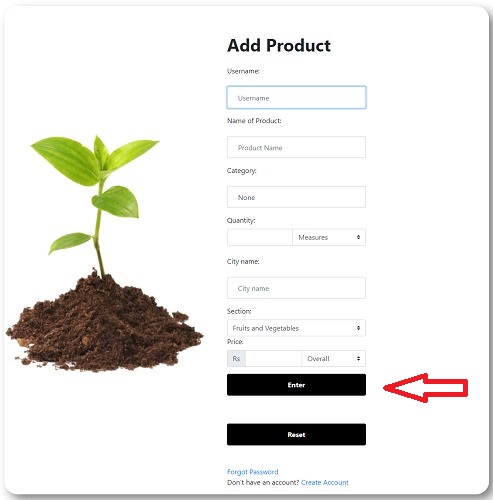 Add Product
Username:
Username
Name of Product:
Product Name
Category:
None
Quantity:
Measures
City name:
City name
Section:
Fruits and Vegetables
Price:
Rs Overall
Enter
Reset
Forgot Password
Don't have an account? Create Account